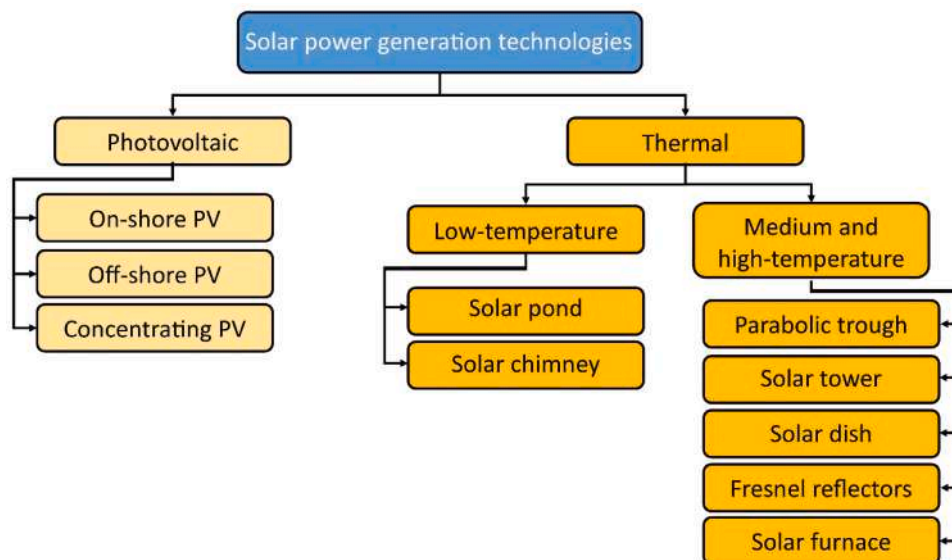 Solar power generation technologies
Photovoltaic
On-shore PV
Off-shore PV
Concentrating PV
Thermal
Low-temperature
Solar pond
Solar chimney
Medium and
high-temperature
Parabolic trough
Solar tower
Solar dish
Fresnel reflectors
Solar furnace